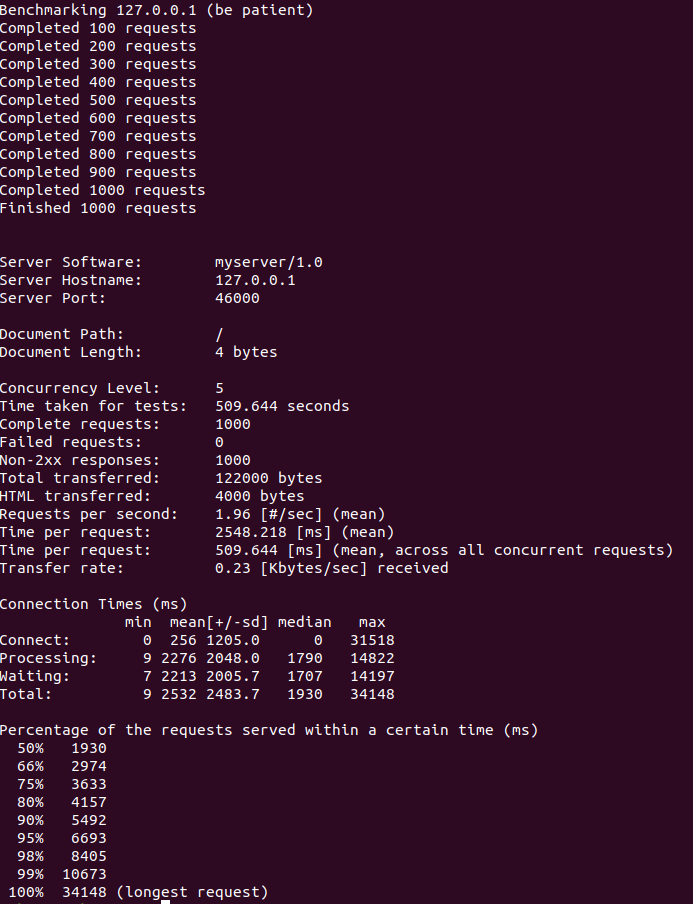 Benchmarking 127.0.0.1 (be patient)
Completed 100 requests
Completed 200 requests
Completed 300 requests
Completed 400 requests
Completed 500 requests
Completed 600 requests
Completed 700 requests
Completed 800 requests
Completed 900 requests
Completed 1000 requests
Finished 1000 requests


Server Software:        myserver/1.0
Server Hostname:        127.0.0.1
Server Port:            46000

Document Path:          /
Document Length:        4 bytes

Concurrency Level:      5
Time taken for tests:   509.644 seconds
Complete requests:      1000
Failed requests:        0
Non-2xx responses:      1000
Total transferred:      122000 bytes
HTML transferred:       4000 bytes
Requests per second:    1.96 [#/sec] (mean)
Time per request:       2548.218 [ms] (mean)
Time per request:       509.644 [ms] (mean, across all concurrent requests)
Transfer rate:          0.23 [Kbytes/sec] received

Connection Times (ms)
              min  mean[+/-sd] median   max
Connect:        0  256 1205.0      0   31518
Processing:     9 2276 2048.0   1790   14822
Waiting:        7 2213 2005.7   1707   14197
Total:          9 2532 2483.7   1930   34148

Percentage of the requests served within a certain time (ms)
  50%   1930
  66%   2974
  75%   3633
  80%   4157
  90%   5492
  95%   6693
  98%   8405
  99%  10673
 100%  34148 (longest request)